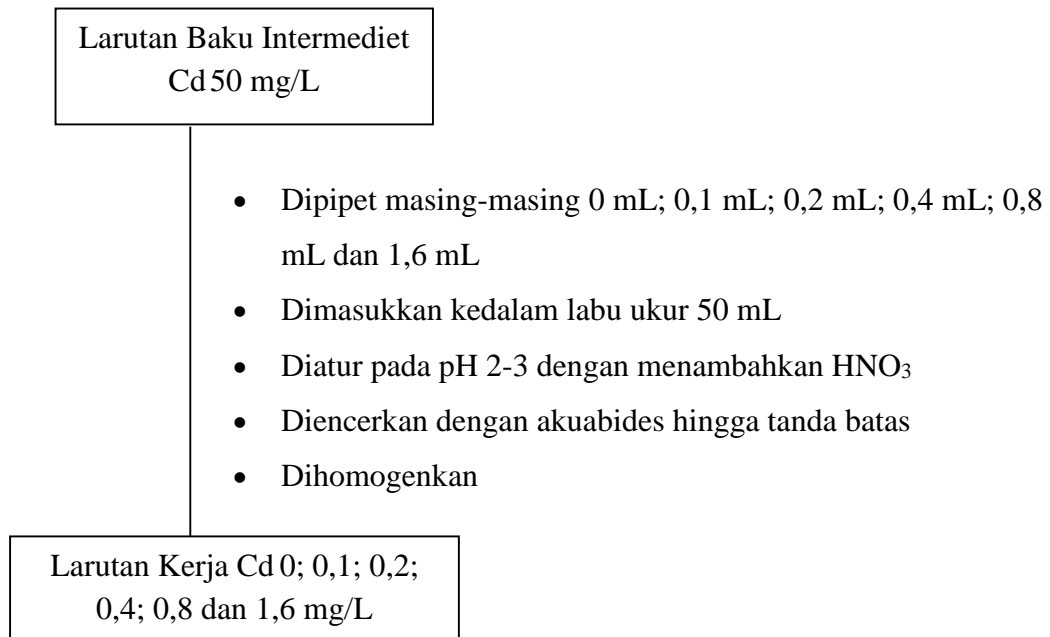 Larutan Baku Intermediet
Cd 50 mg/L
• Dipipet masing-masing 0 mL; 0,1 mL; 0,2 mL; 0,4 mL; 0,8
mL dan 1,6 mL
• Dimasukkan kedalam labu ukur 50 mL
• Diatur pada pH 2-3 dengan menambahkan HNO₃
• Diencerkan dengan akuabides hingga tanda batas
• Dihomogenkan
Larutan Kerja Cd 0; 0,1; 0,2;
0,4; 0,8 dan 1,6 mg/L